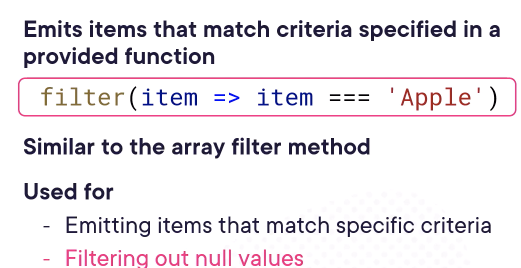 Emits items that match criteria specified in a
provided function
filter(item => item === 'Apple')
Similar to the array filter method
Used for
- Emitting items that match specific criteria
- Filtering out null values